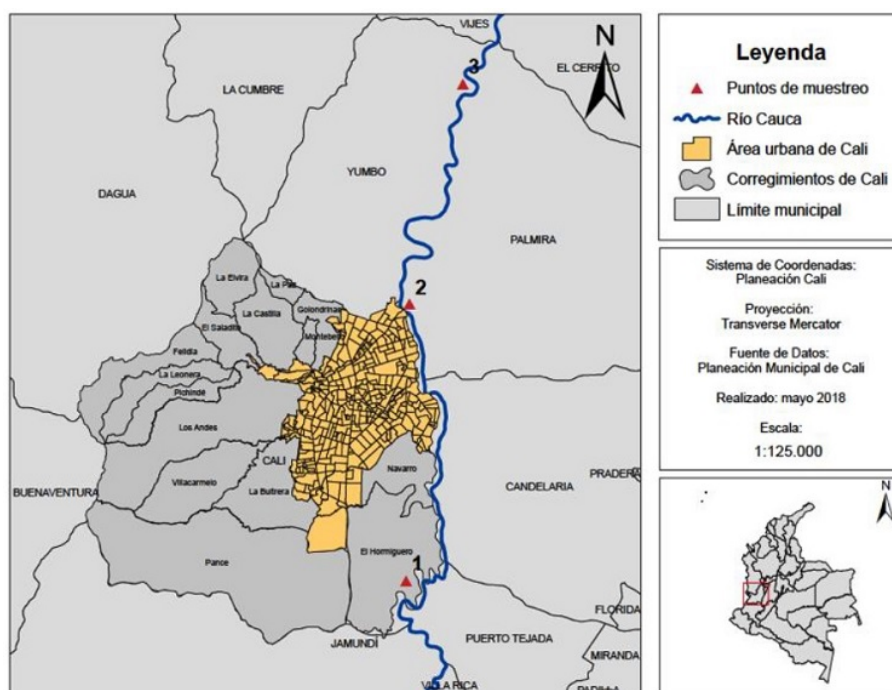 VIJES
N
EL CERRITO
3
LA CUMBRE
YUMBO
DAGUA
PALMIRA
La Elvira
La Paz
2
La Castilla
Golondrinas
El Saladito
Montebello
Felidia
La Leonera
Pichindé
Los Andes
CALI
Navarro
BUENAVENTURA
Villacarmelo
La Buitrera
CANDELARIA
PRADERA
Pance
El Hormiguero
1
FLORIDA
JAMUNDÍ
PUERTO TEJADA
MIRANDA
VILLA RICA
PADILLA
Leyenda
Puntos de muestreo
Río Cauca
Área urbana de Cali
Corregimientos de Cali
Límite municipal
Sistema de Coordenadas:
Planeación Cali
Proyección:
Transverse Mercator
Fuente de Datos:
Planeación Municipal de Cali
Realizado: mayo 2018
Escala:
1:125.000
N